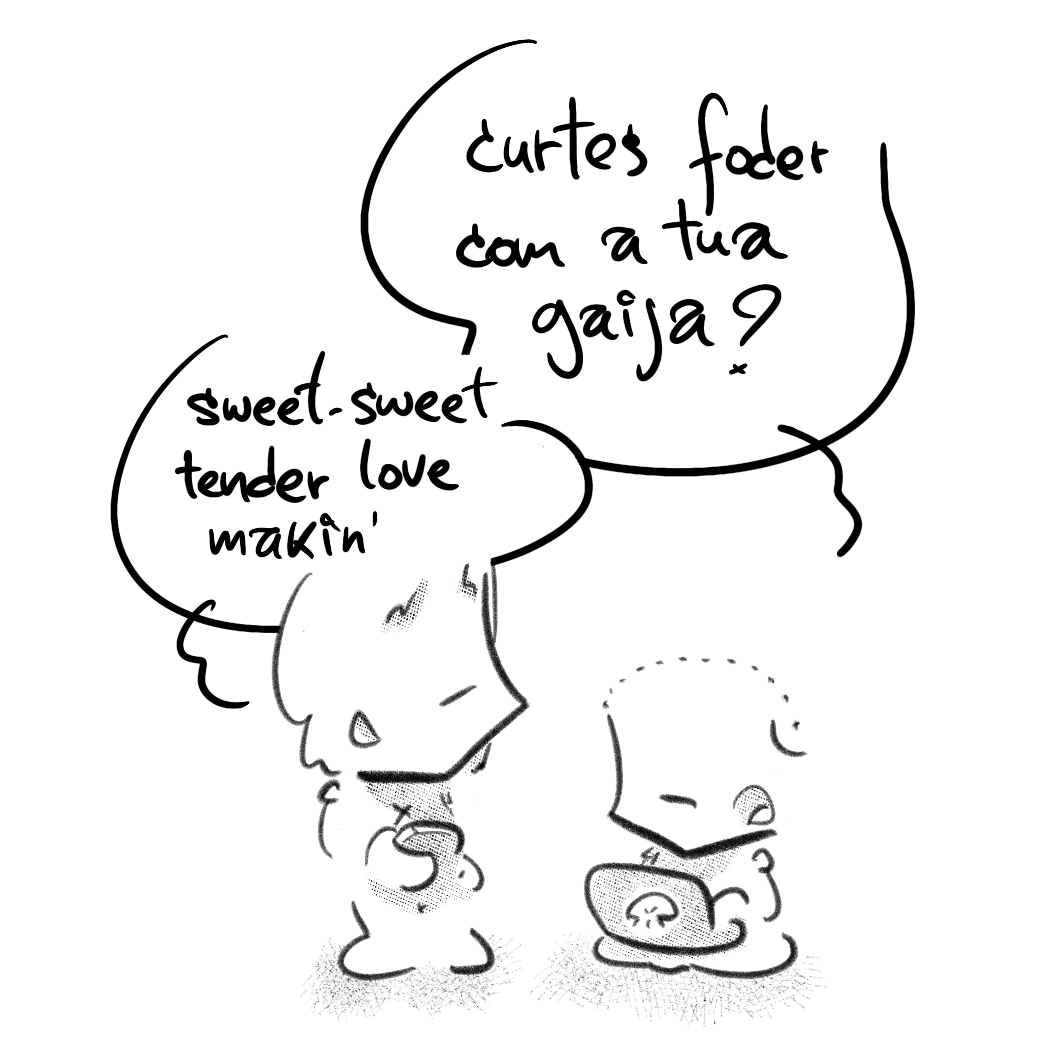 curtes foder
com a tua
gaija?
sweet-sweet
tender love
makin'